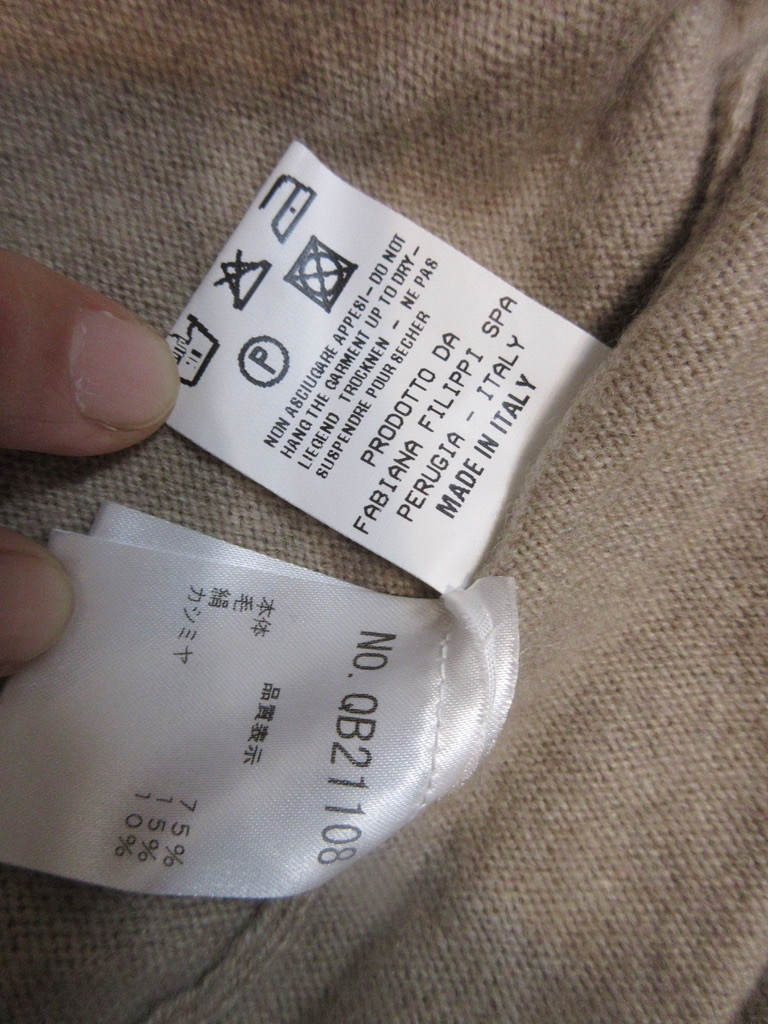 NON ASCIUGARE APPESI - DO NOT
HANG THE GARMENT UP TO DRY -
LIEGEND TROCKNEN - NE PAS
SUSPENDRE POUR SECHER
PRODOTTO DA
FABIANA FILIPPI SPA
PERUGIA - ITALY
MADE IN ITALY
P
NO. QB21108
品質表示
本体
毛 75%
絹 15%
カシミヤ 10%